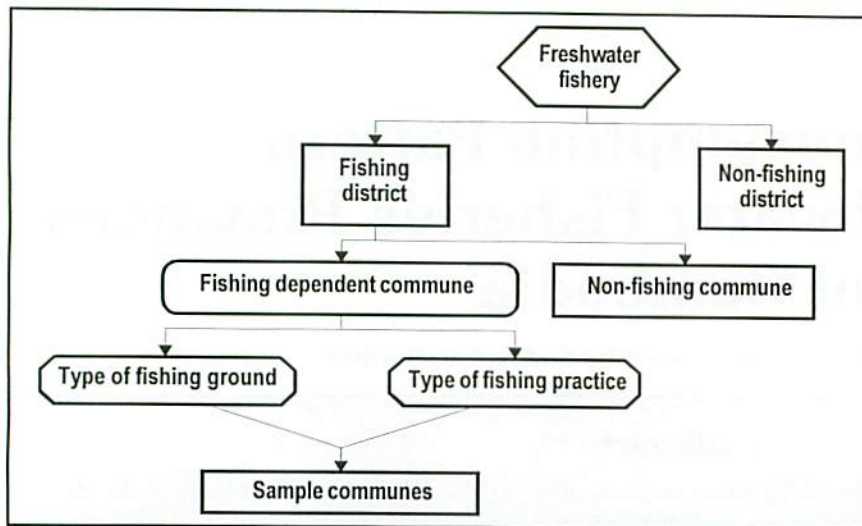 Freshwater
fishery
Fishing
district
Non-fishing
district
Fishing dependent commune
Non-fishing commune
Type of fishing ground
Type of fishing practice
Sample communes